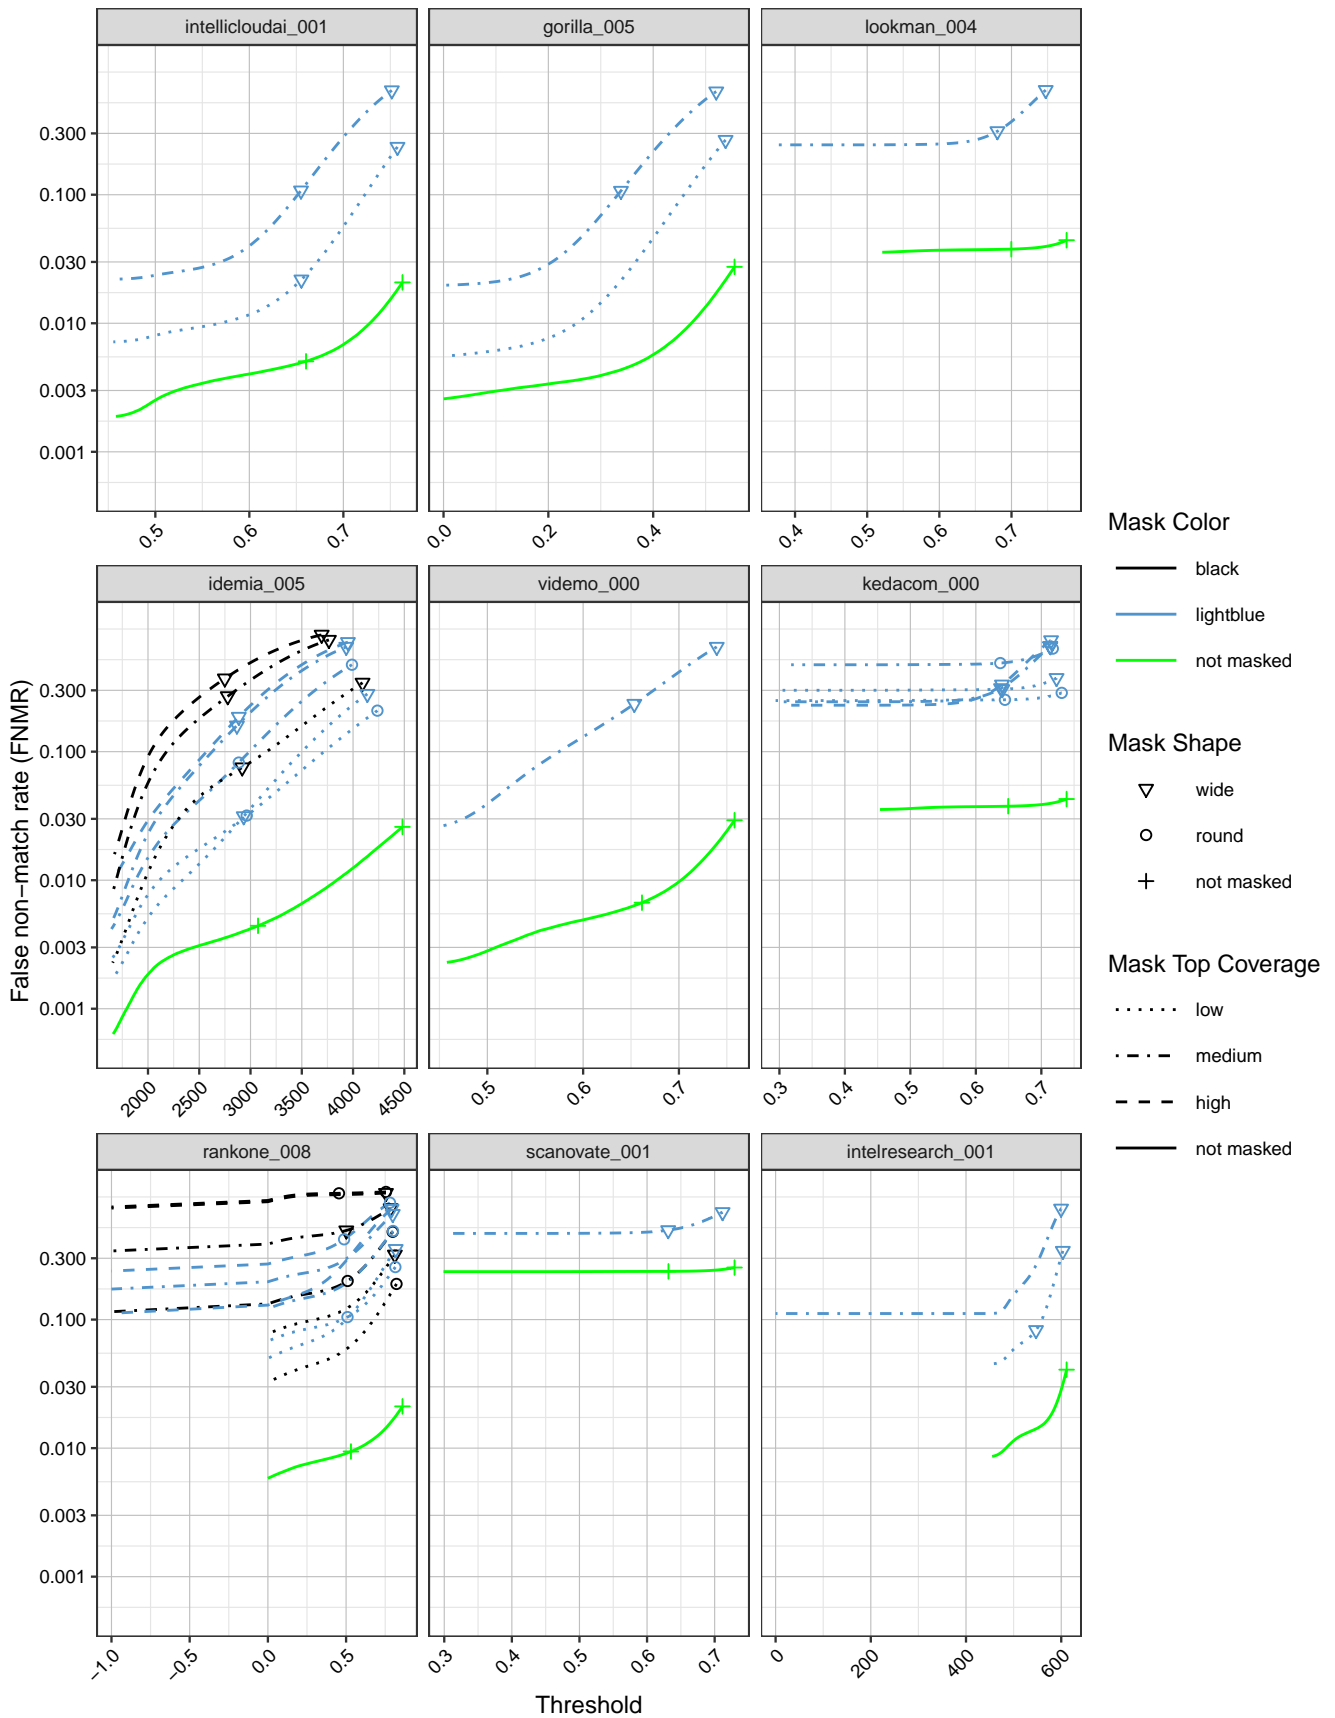 intellicloudai_001 gorilla_005 lookman_004
0.300
0.100
0.030
0.010
0.003
0.001
0.5 0.6 0.7 0.0 0.2 0.4 0.4 0.5 0.6 0.7
idemia_005 videmo_000 kedacom_000
0.300
0.100
0.030
0.010
0.003
0.001
2000 2500 3000 3500 4000 4500 0.5 0.6 0.7 0.3 0.4 0.5 0.6 0.7
rankone_008 scanovate_001 intelresearch_001
0.300
0.100
0.030
0.010
0.003
0.001
−1.0 −0.5 0.0 0.5 0.3 0.4 0.5 0.6 0.7 0 200 400 600
Threshold
False non−match rate (FNMR)
Mask Color
black
lightblue
not masked
Mask Shape
wide
round
not masked
Mask Top Coverage
low
medium
high
not masked